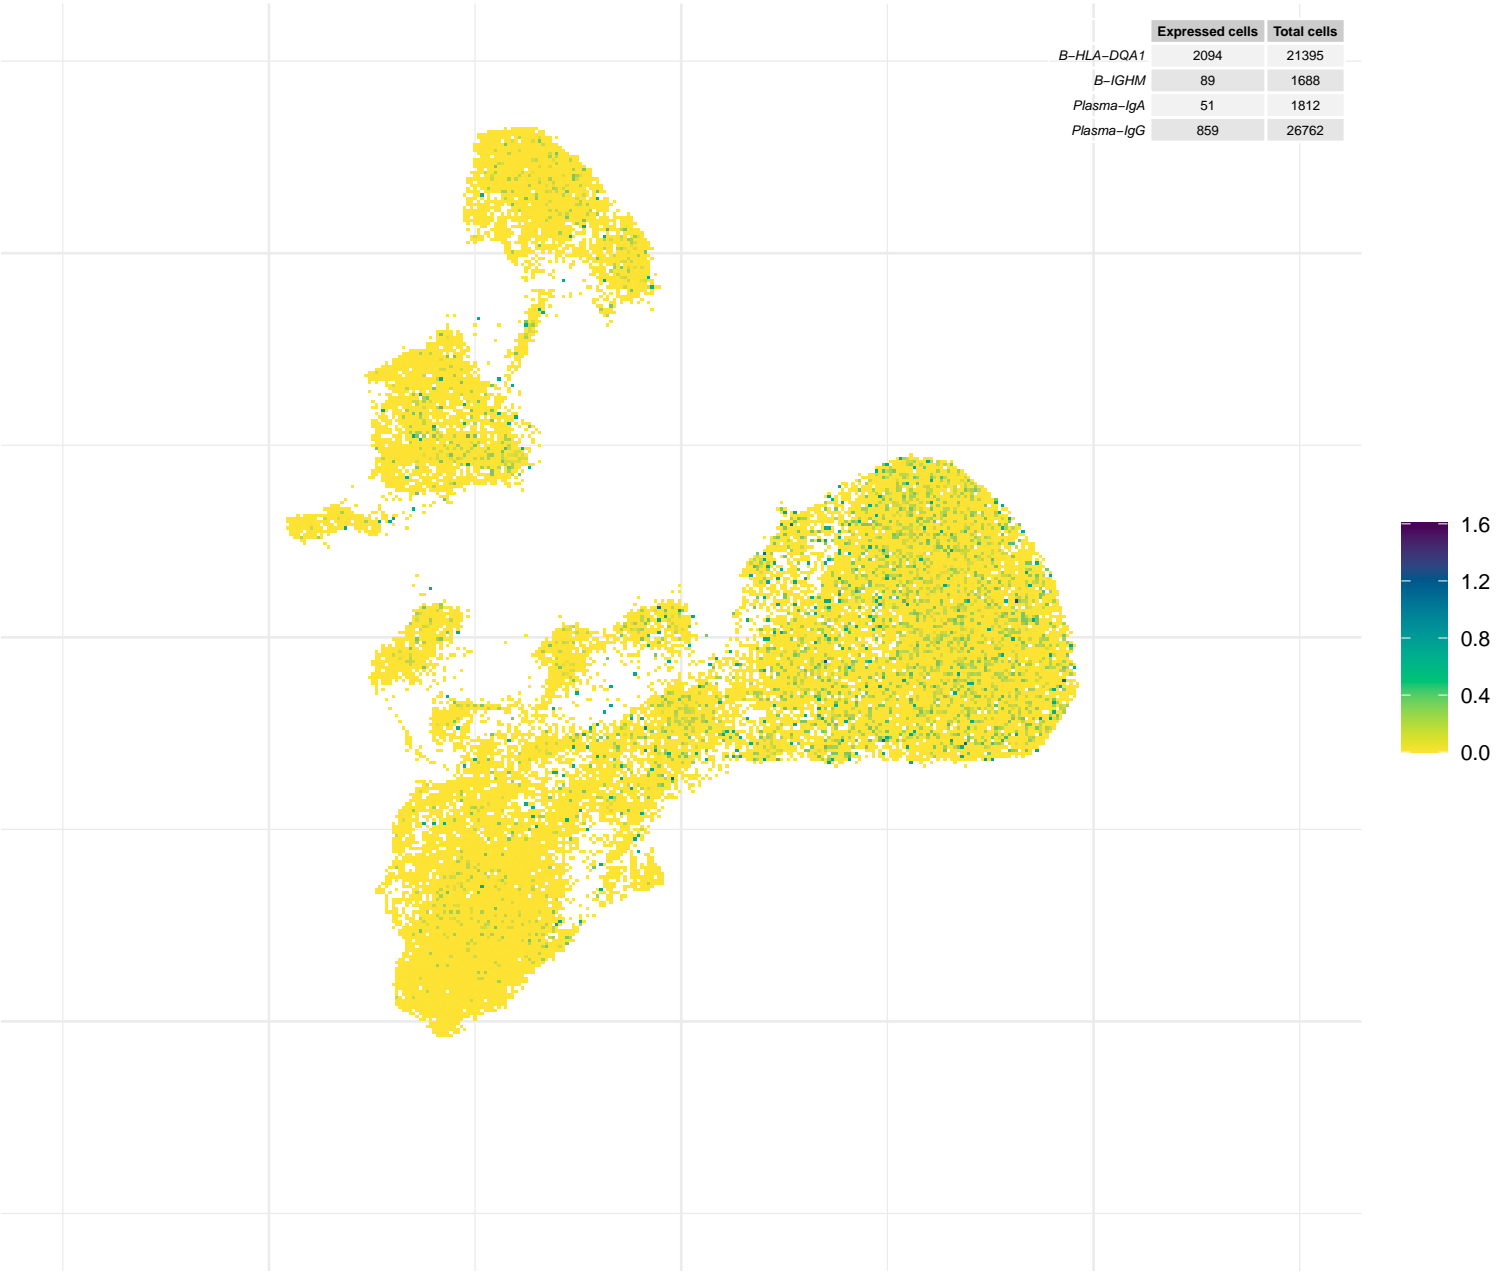 Expressed cells Total cells
B−HLA−DQA1 2094 21395
B−IGHM 89 1688
Plasma−IgA 51 1812
Plasma−IgG 859 26762
1.6
1.2
0.8
0.4
0.0